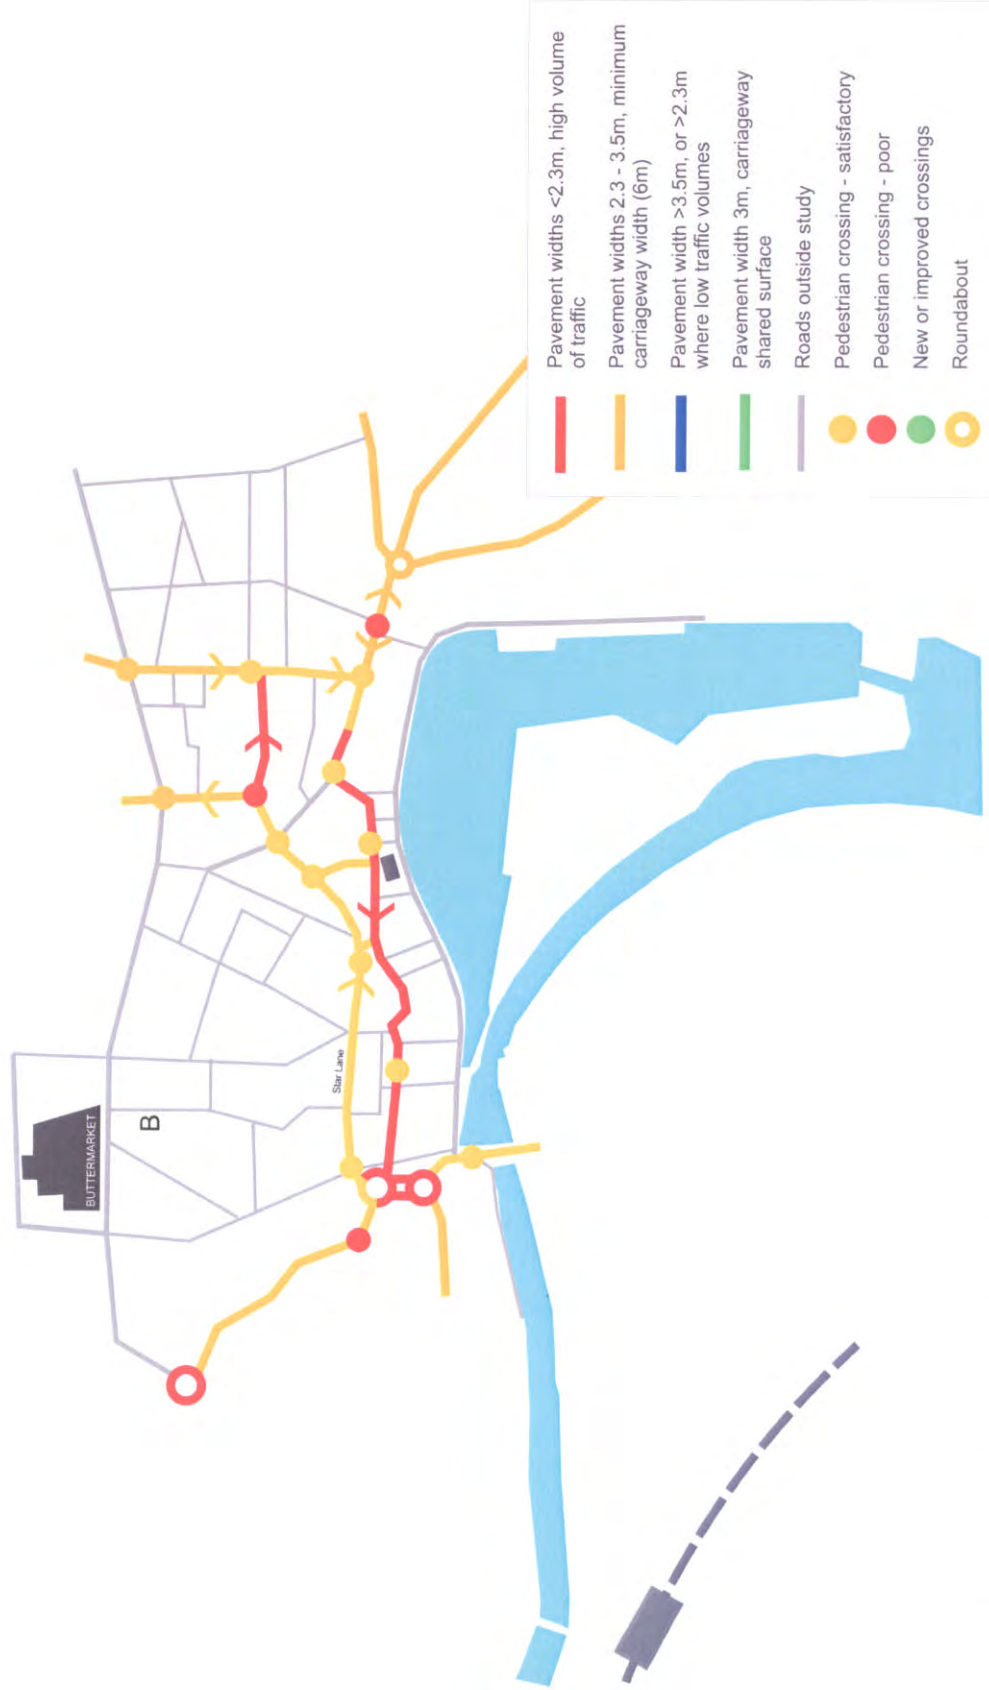 BUTTERMARKET
B
Star Lane
Pavement widths <2.3m, high volume
of traffic
Pavement widths 2.3 - 3.5m, minimum
carriageway width (6m)
Pavement width >3.5m, or >2.3m
where low traffic volumes
Pavement width 3m, carriageway
shared surface
Roads outside study
Pedestrian crossing - satisfactory
Pedestrian crossing - poor
New or improved crossings
Roundabout